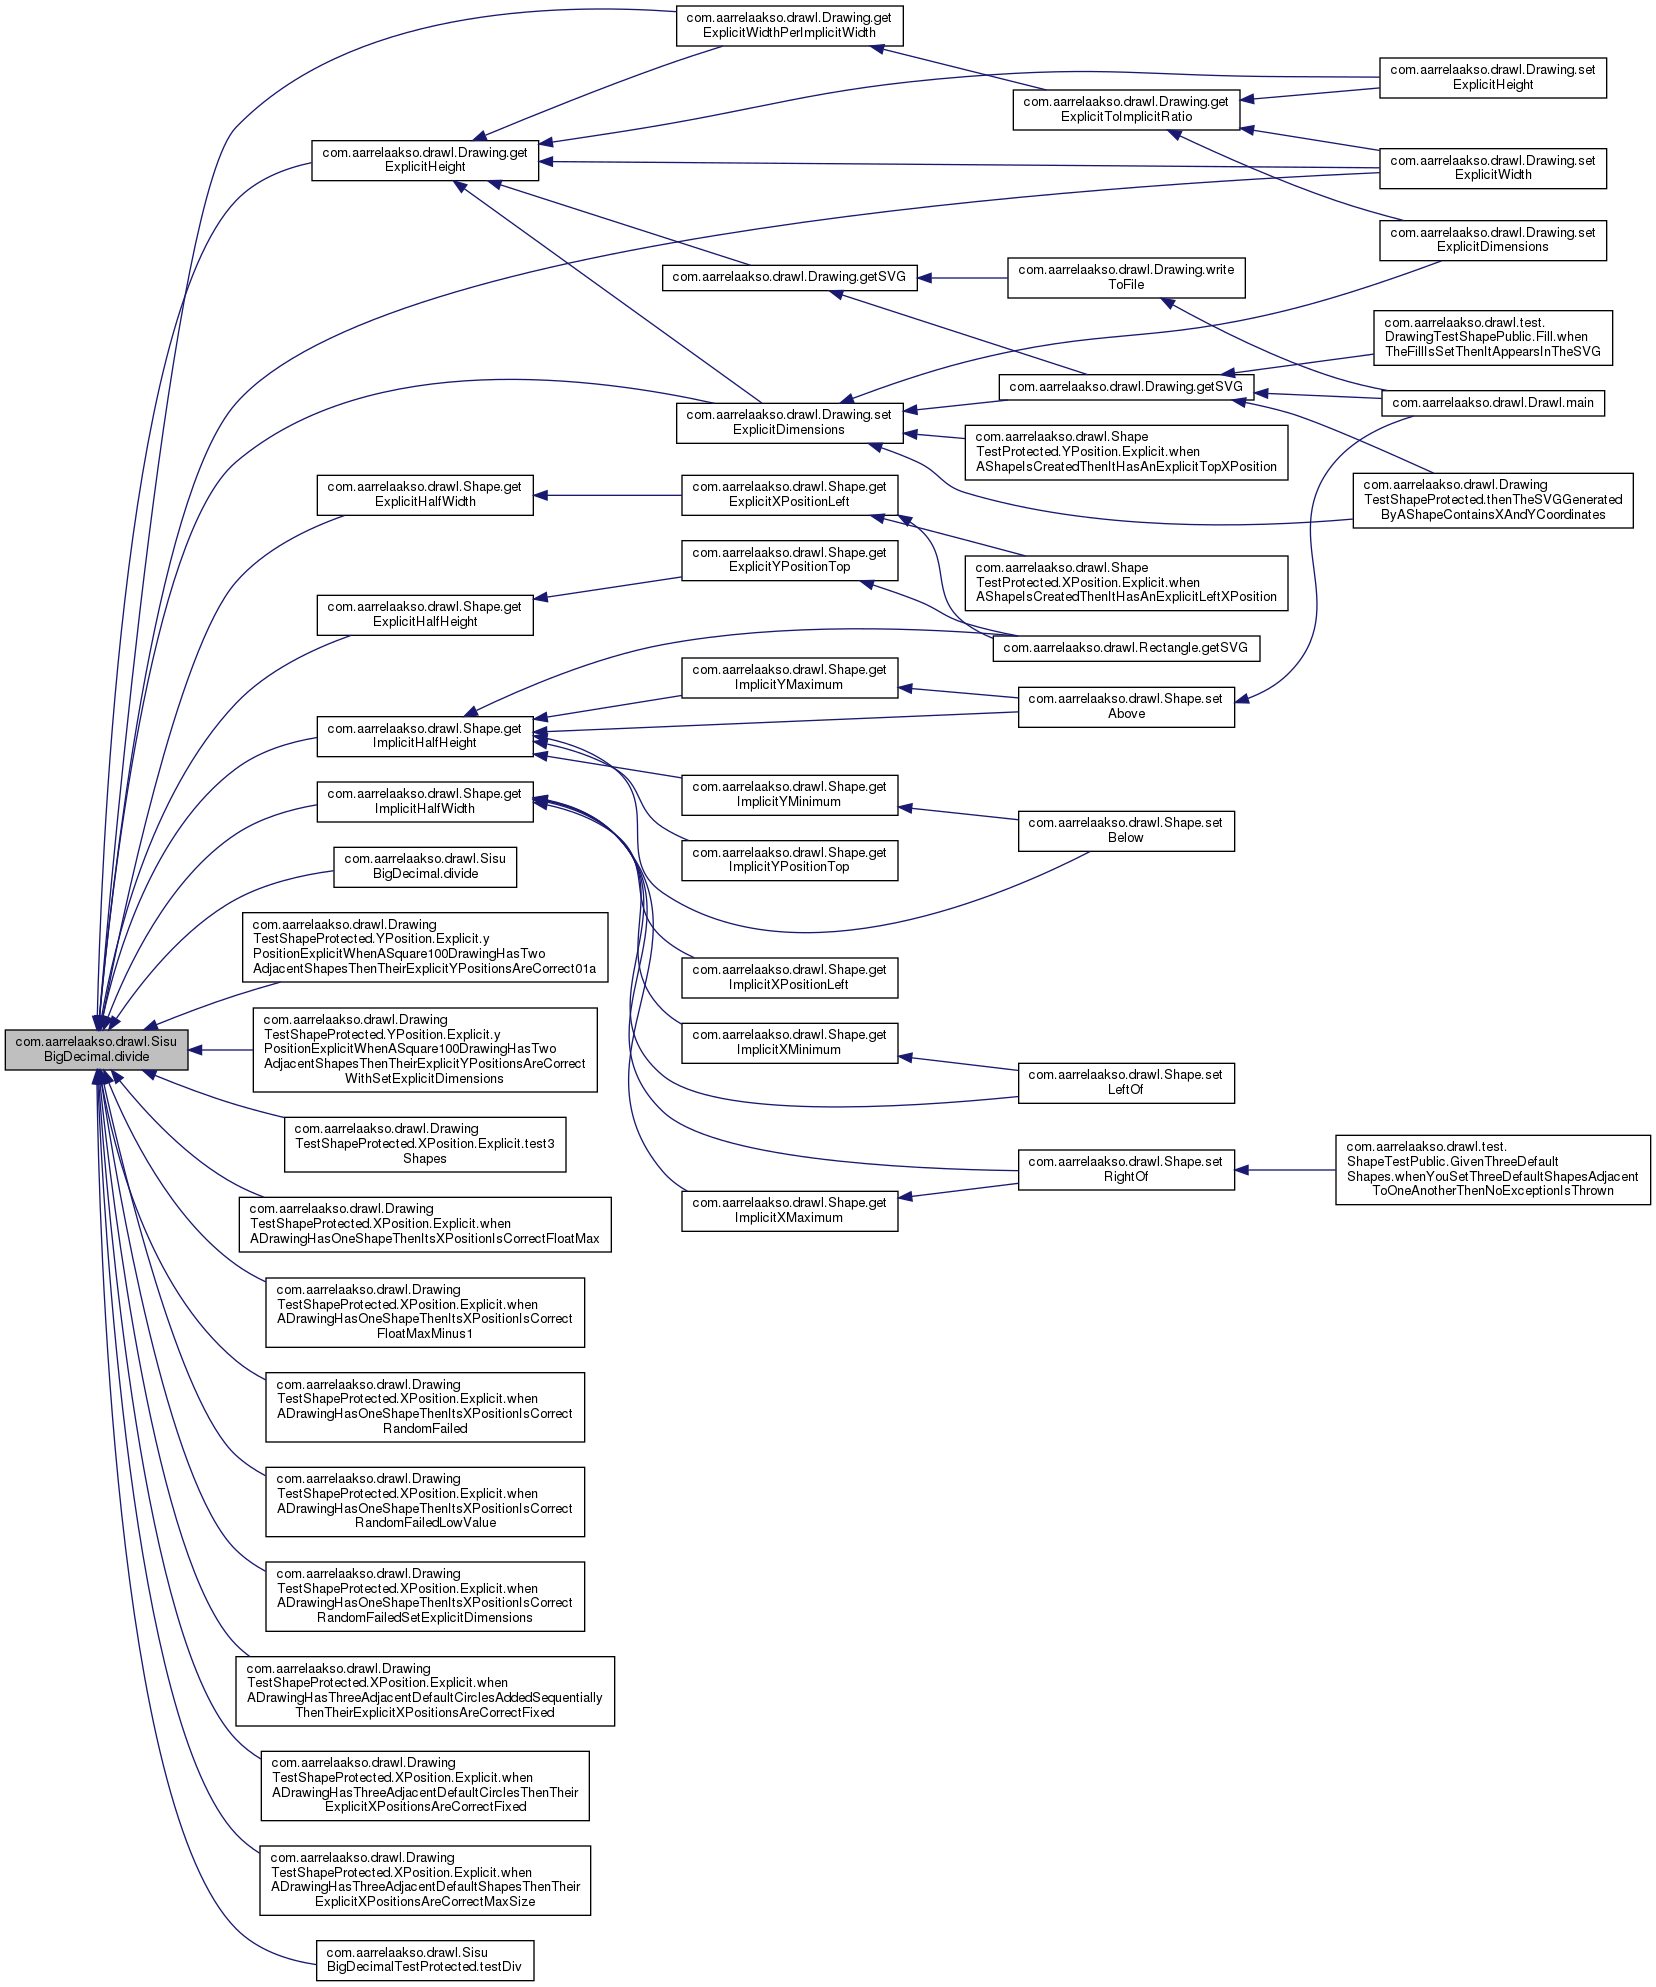 com.aarrelaakso.drawl.Drawing.get
ExplicitWidthPerImplicitWidth
com.aarrelaakso.drawl.Drawing.set
ExplicitHeight
com.aarrelaakso.drawl.Drawing.get
ExplicitToImplicitRatio
com.aarrelaakso.drawl.Drawing.get
ExplicitHeight
com.aarrelaakso.drawl.Drawing.set
ExplicitWidth
com.aarrelaakso.drawl.Drawing.set
ExplicitDimensions
com.aarrelaakso.drawl.Drawing.getSVG
com.aarrelaakso.drawl.Drawing.write
ToFile
com.aarrelaakso.drawl.test.
DrawingTestShapePublic.Fill.when
TheFillIsSetThenItAppearsInTheSVG
com.aarrelaakso.drawl.Drawing.getSVG
com.aarrelaakso.drawl.Drawl.main
com.aarrelaakso.drawl.Drawing.set
ExplicitDimensions
com.aarrelaakso.drawl.Shape
TestProtected.YPosition.Explicit.when
AShapeIsCreatedThenItHasAnExplicitTopXPosition
com.aarrelaakso.drawl.Drawing
TestShapeProtected.thenTheSVGGenerated
ByAShapeContainsXAndYCoordinates
com.aarrelaakso.drawl.Shape.get
ExplicitHalfWidth
com.aarrelaakso.drawl.Shape.get
ExplicitXPositionLeft
com.aarrelaakso.drawl.Shape.get
ExplicitYPositionTop
com.aarrelaakso.drawl.Shape
TestProtected.XPosition.Explicit.when
AShapeIsCreatedThenItHasAnExplicitLeftXPosition
com.aarrelaakso.drawl.Shape.get
ExplicitHalfHeight
com.aarrelaakso.drawl.Rectangle.getSVG
com.aarrelaakso.drawl.Shape.get
ImplicitYMaximum
com.aarrelaakso.drawl.Shape.set
Above
com.aarrelaakso.drawl.Shape.get
ImplicitHalfHeight
com.aarrelaakso.drawl.Shape.get
ImplicitYMinimum
com.aarrelaakso.drawl.Shape.get
ImplicitHalfWidth
com.aarrelaakso.drawl.Shape.set
Below
com.aarrelaakso.drawl.Shape.get
ImplicitYPositionTop
com.aarrelaakso.drawl.Sisu
BigDecimal.divide
com.aarrelaakso.drawl.Drawing
TestShapeProtected.YPosition.Explicit.y
PositionExplicitWhenASquare100DrawingHasTwo
AdjacentShapesThenTheirExplicitYPositionsAreCorrect01a
com.aarrelaakso.drawl.Shape.get
ImplicitXPositionLeft
com.aarrelaakso.drawl.Sisu
BigDecimal.divide
com.aarrelaakso.drawl.Drawing
TestShapeProtected.YPosition.Explicit.y
PositionExplicitWhenASquare100DrawingHasTwo
AdjacentShapesThenTheirExplicitYPositionsAreCorrect
WithSetExplicitDimensions
com.aarrelaakso.drawl.Shape.get
ImplicitXMinimum
com.aarrelaakso.drawl.Shape.set
LeftOf
com.aarrelaakso.drawl.Drawing
TestShapeProtected.XPosition.Explicit.test3
Shapes
com.aarrelaakso.drawl.Shape.set
RightOf
com.aarrelaakso.drawl.test.
ShapeTestPublic.GivenThreeDefault
Shapes.whenYouSetThreeDefaultShapesAdjacent
ToOneAnotherThenNoExceptionIsThrown
com.aarrelaakso.drawl.Shape.get
ImplicitXMaximum
com.aarrelaakso.drawl.Drawing
TestShapeProtected.XPosition.Explicit.when
ADrawingHasOneShapeThenItsXPositionIsCorrectFloatMax
com.aarrelaakso.drawl.Drawing
TestShapeProtected.XPosition.Explicit.when
ADrawingHasOneShapeThenItsXPositionIsCorrect
FloatMaxMinus1
com.aarrelaakso.drawl.Drawing
TestShapeProtected.XPosition.Explicit.when
ADrawingHasOneShapeThenItsXPositionIsCorrect
RandomFailed
com.aarrelaakso.drawl.Drawing
TestShapeProtected.XPosition.Explicit.when
ADrawingHasOneShapeThenItsXPositionIsCorrect
RandomFailedLowValue
com.aarrelaakso.drawl.Drawing
TestShapeProtected.XPosition.Explicit.when
ADrawingHasOneShapeThenItsXPositionIsCorrect
RandomFailedSetExplicitDimensions
com.aarrelaakso.drawl.Drawing
TestShapeProtected.XPosition.Explicit.when
ADrawingHasThreeAdjacentDefaultCirclesAddedSequentially
ThenTheirExplicitXPositionsAreCorrectFixed
com.aarrelaakso.drawl.Drawing
TestShapeProtected.XPosition.Explicit.when
ADrawingHasThreeAdjacentDefaultCirclesThenTheir
ExplicitXPositionsAreCorrectFixed
com.aarrelaakso.drawl.Drawing
TestShapeProtected.XPosition.Explicit.when
ADrawingHasThreeAdjacentDefaultShapesThenTheir
ExplicitXPositionsAreCorrectMaxSize
com.aarrelaakso.drawl.Sisu
BigDecimalTestProtected.testDiv